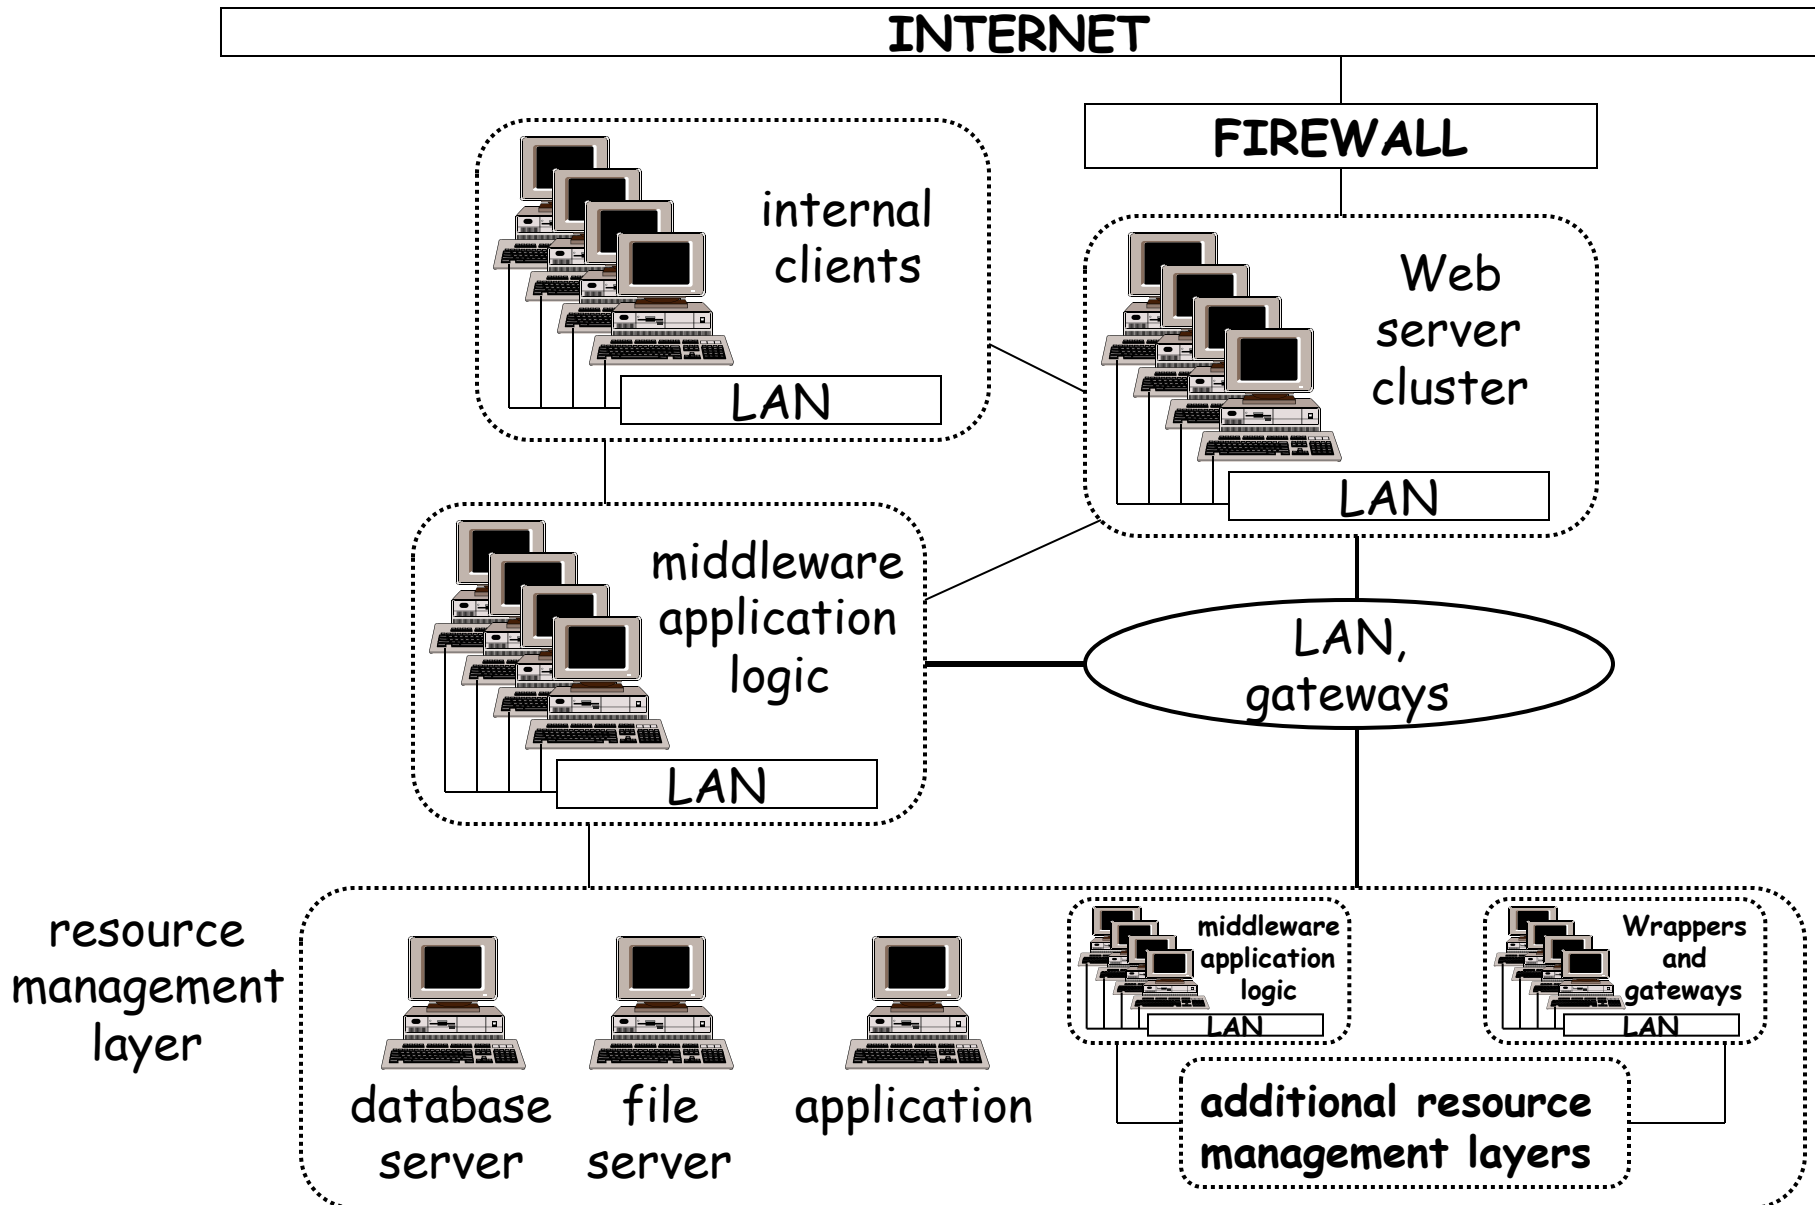 INTERNET
FIREWALL
internal
clients
LAN
Web
server
cluster
LAN
middleware
application
logic
LAN
LAN,
gateways
resource
management
layer
database
server
file
server
application
middleware
application
logic
LAN
Wrappers
and
gateways
LAN
additional resource
management layers